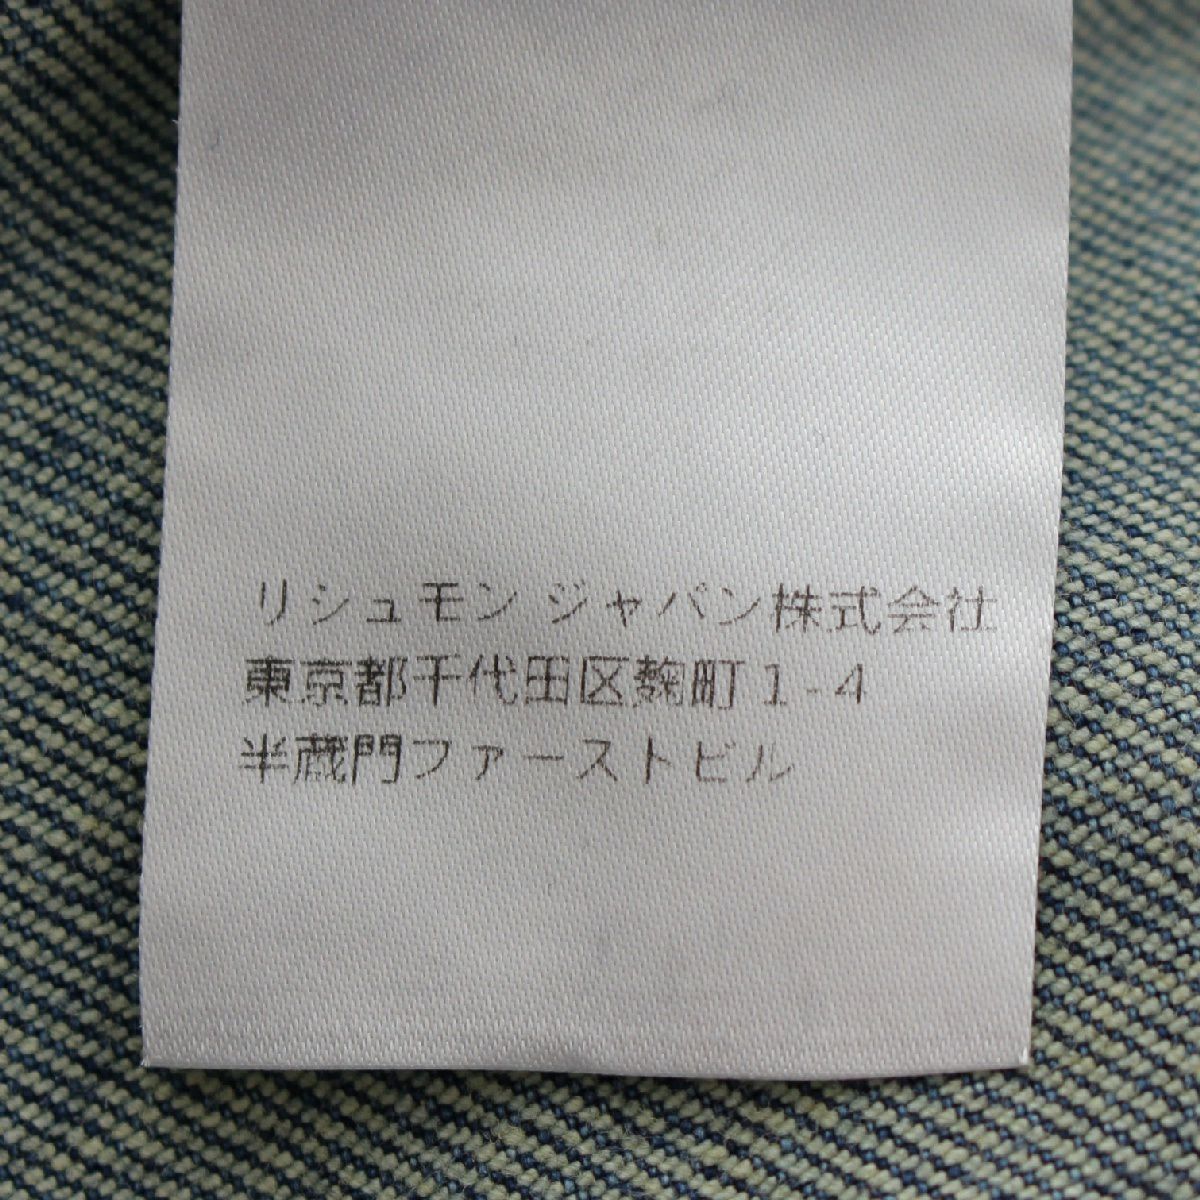 リシュモン ジャパン株式会社
東京都千代田区麹町1-4
半蔵門ファーストビル